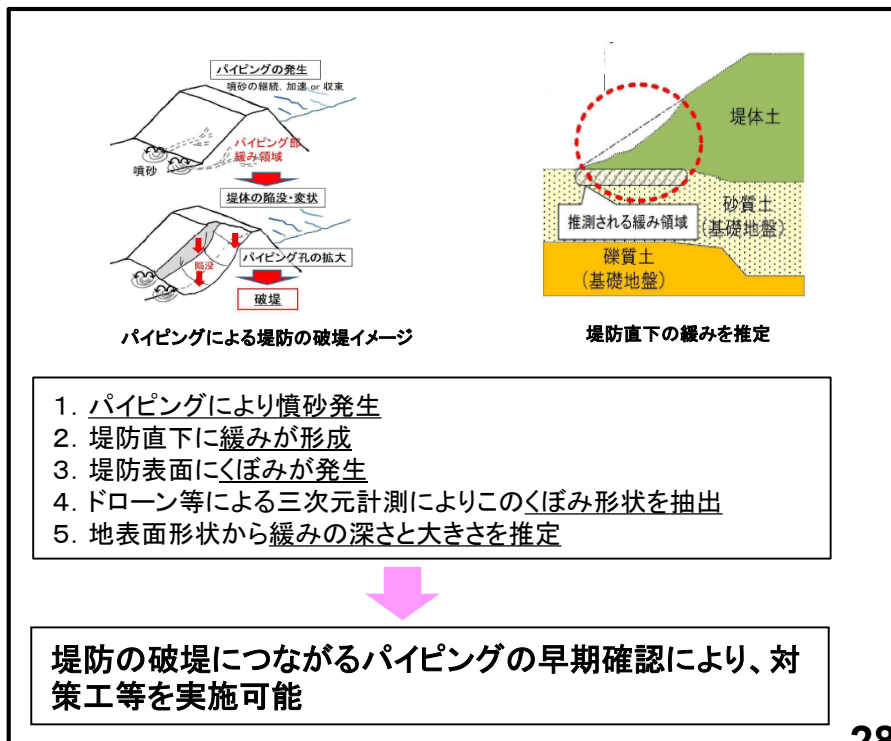 パイピングの発生
噴砂の継続, 加速 or 収束
パイピング部
緩み領域
噴砂
堤体の陥没・変状
陥没
パイピング孔の拡大
破堤
パイピングによる堤防の破堤イメージ
堤体土
砂質土
(基礎地盤)
推測される緩み領域
礫質土
(基礎地盤)
堤防直下の緩みを推定
1. パイピングにより憤砂発生
2. 堤防直下に緩みが形成
3. 堤防表面にくぼみが発生
4. ドローン等による三次元計測によりこのくぼみ形状を抽出
5. 地表面形状から緩みの深さと大きさを推定
堤防の破堤につながるパイピングの早期確認により、対
策工等を実施可能
28